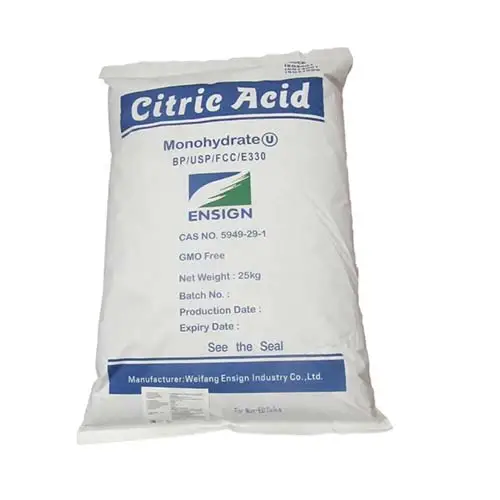 Citric Acid
Monohydrate Ⓤ
BP/USP/FCC/E330
ENSIGN
CAS NO. 5949-29-1
GMO Free
Net Weight : 25kg
Batch No. :
Production Date :
Expiry Date :
See the Seal
Manufacturer:Weifang Ensign Industry Co.,Ltd.